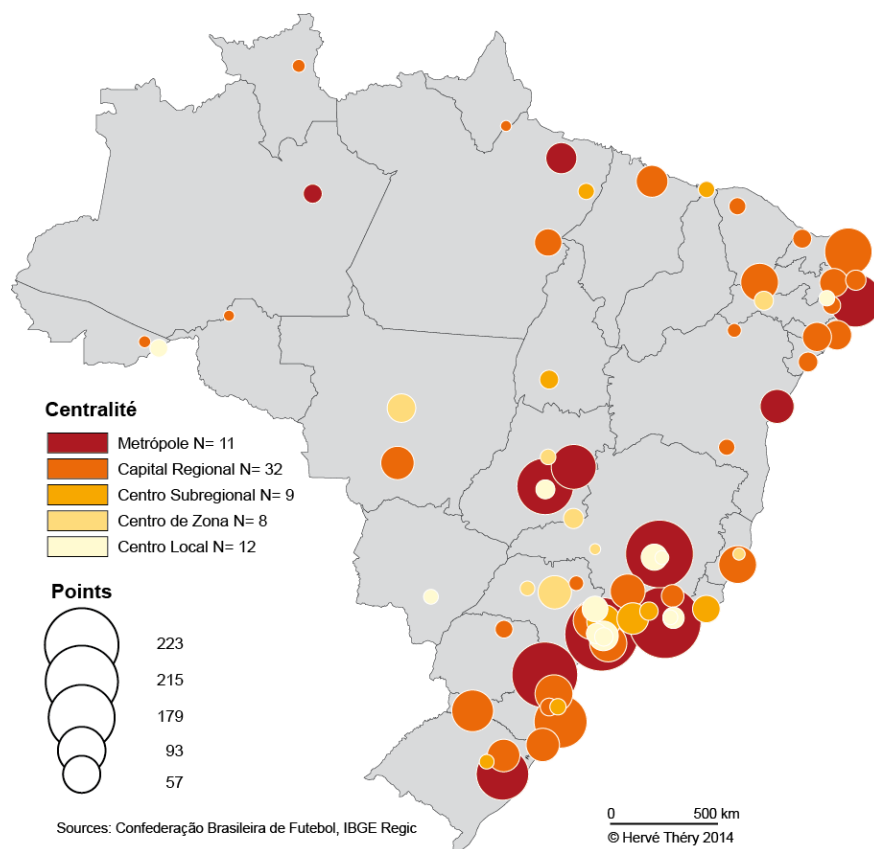 Centralité
Metrópole N= 11
Capital Regional N= 32
Centro Subregional N= 9
Centro de Zona N= 8
Centro Local N= 12
Points
223
215
179
93
57
Sources: Confederação Brasileira de Futebol, IBGE Regic
0 500 km
© Hervé Théry 2014